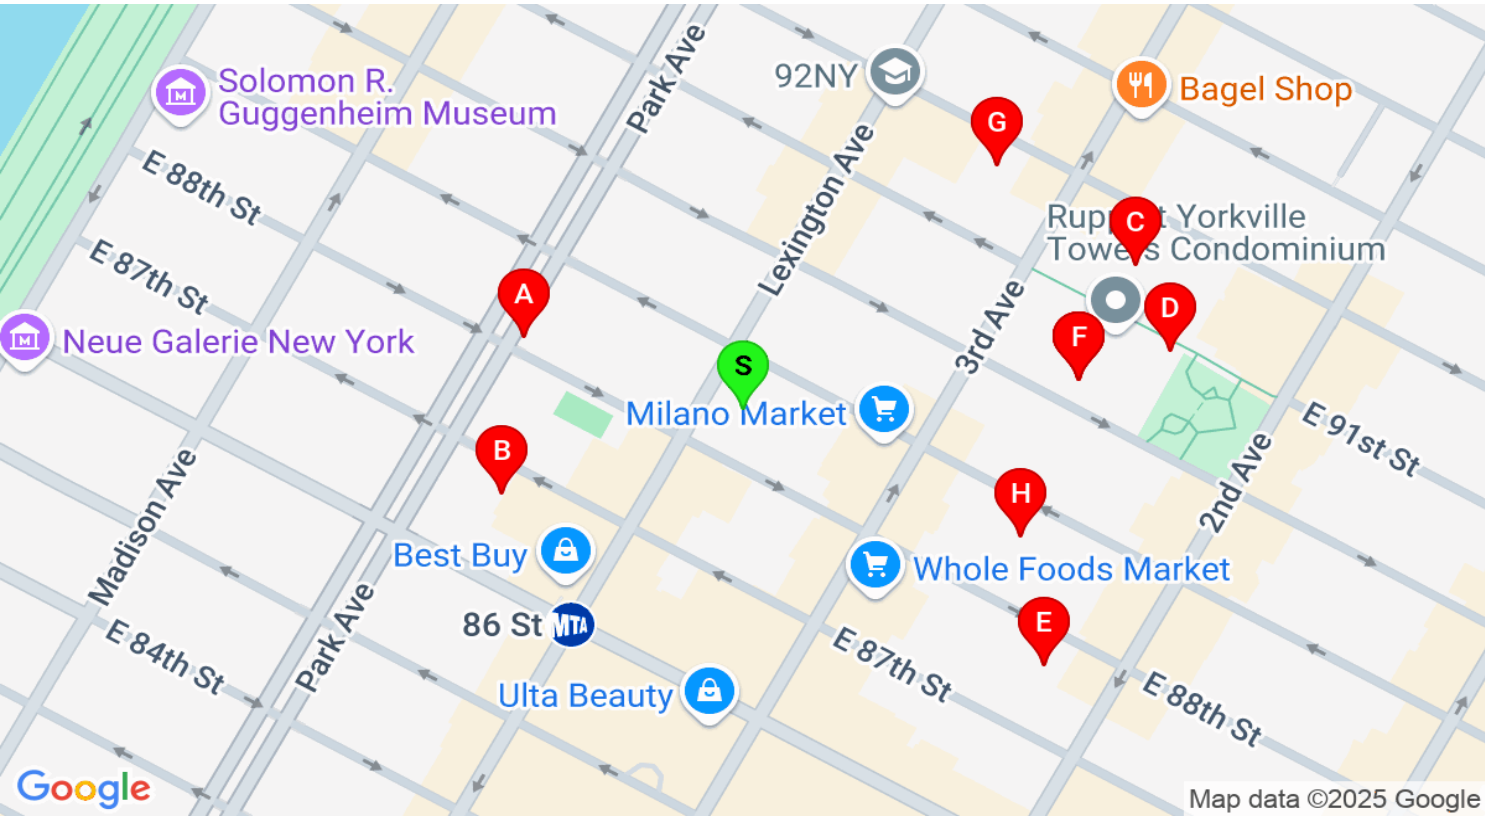 Park Ave
92NY
Solomon R.
Guggenheim Museum
Bagel Shop
G
E 88th St
Lexington Ave
C
Yorkville
Condominium
E 87th St
A
D
3rd Ave
F
Neue Galerie New York
S
Milano Market
E 91st St
B
2nd Ave
H
Madison Ave
Best Buy
Whole Foods Market
86 St
MTA
E
E 84th St
Park Ave
E 87th St
Ulta Beauty
E 88th St
Google
Map data ©2025 Google